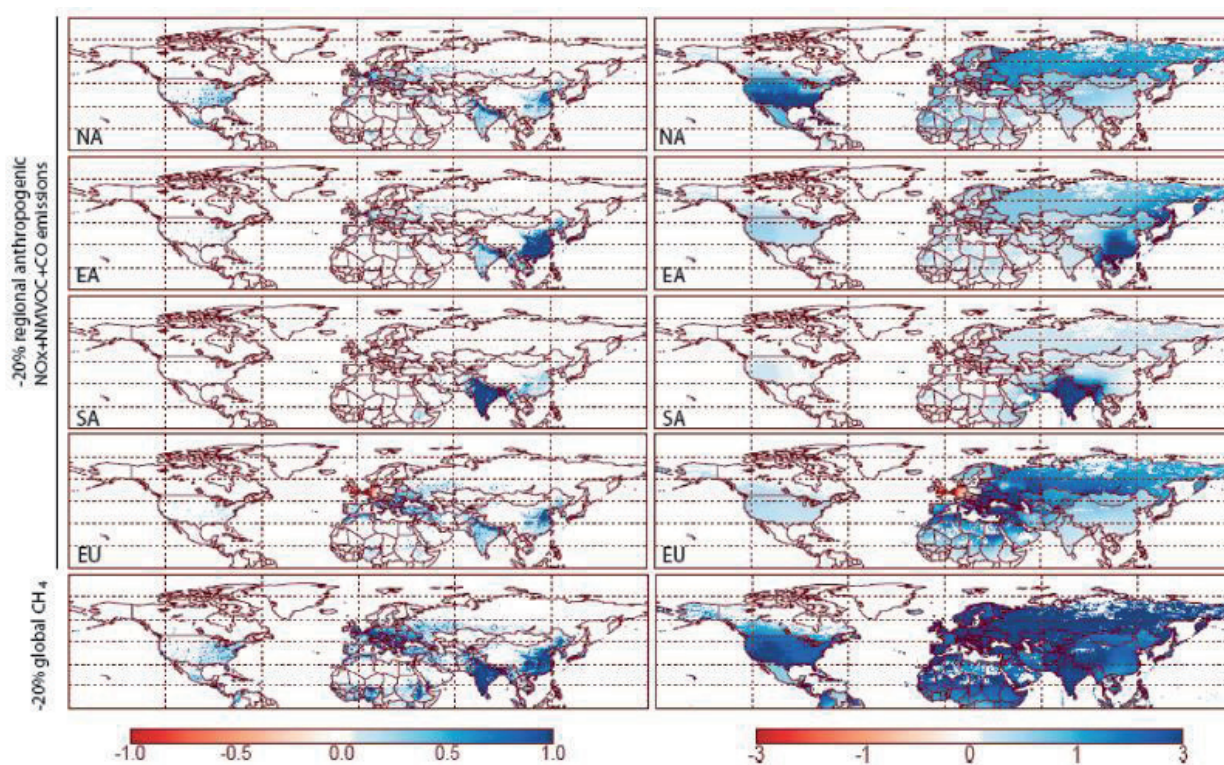 -20% regional anthropogenic
NOx+NMVOC+CO emissions
NA
NA
EA
EA
SA
SA
EU
EU
-20% global CH₄
-1.0 -0.5 0.0 0.5 1.0
-3 -1 0 1 3